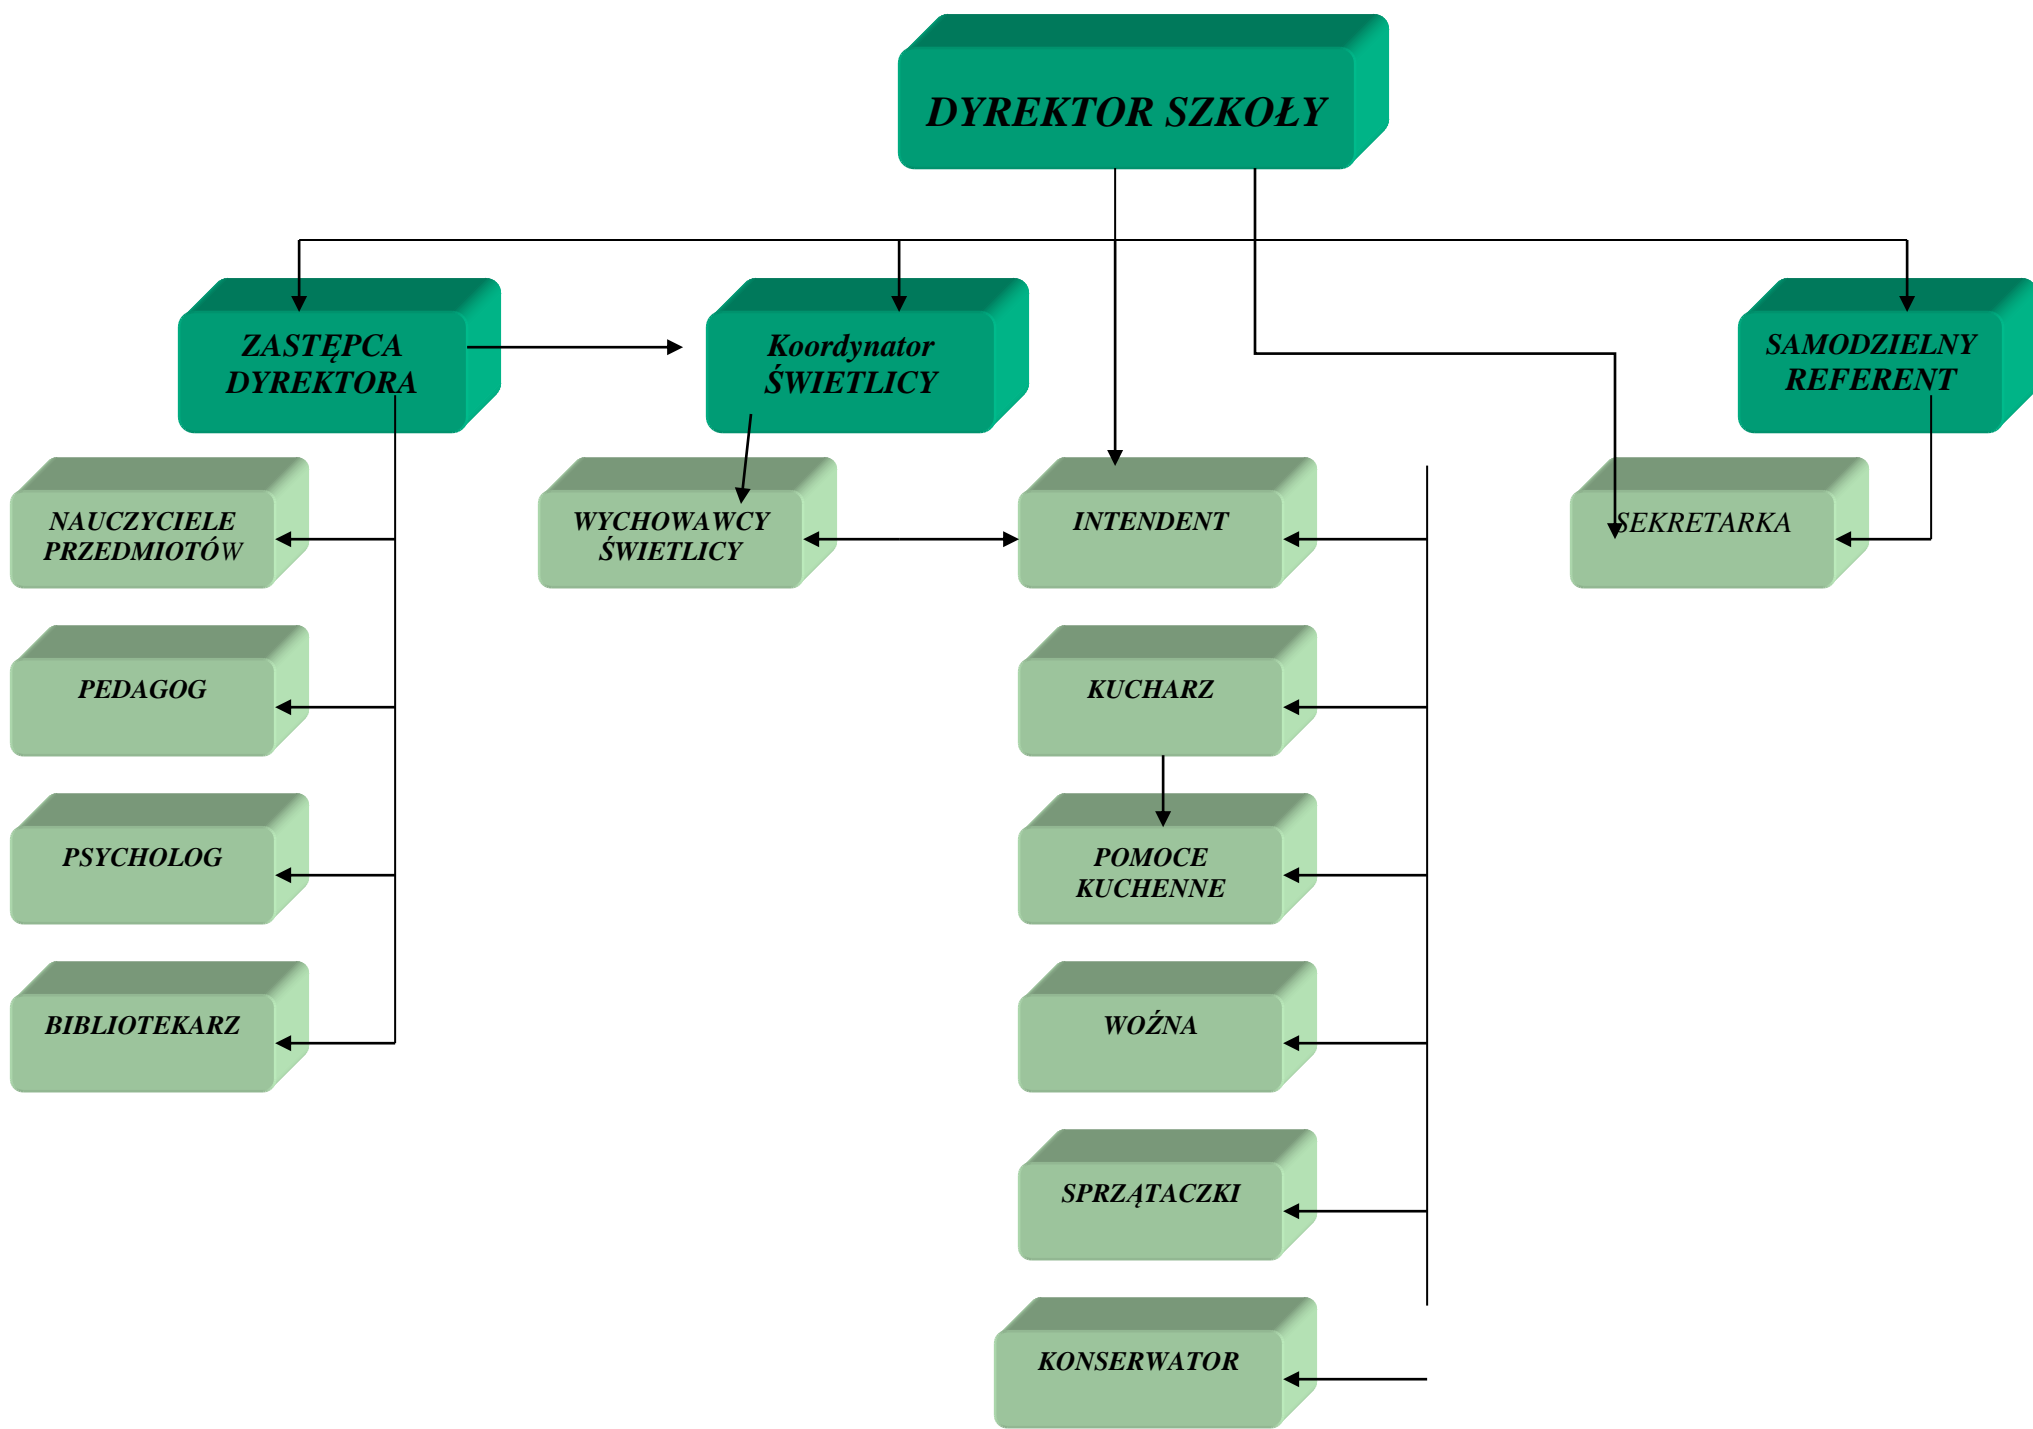 DYREKTOR SZKOŁY
ZASTĘPCA
DYREKTORA
Koordynator
ŚWIETLICY
SAMODZIELNY
REFERENT
NAUCZYCIELE
PRZEDMIOTÓW
WYCHOWAWCY
ŚWIETLICY
INTENDENT
SEKRETARKA
PEDAGOG
KUCHARZ
PSYCHOLOG
POMOCE
KUCHENNE
BIBLIOTEKARZ
WOŹNA
SPRZĄTACZKI
KONSERWATOR